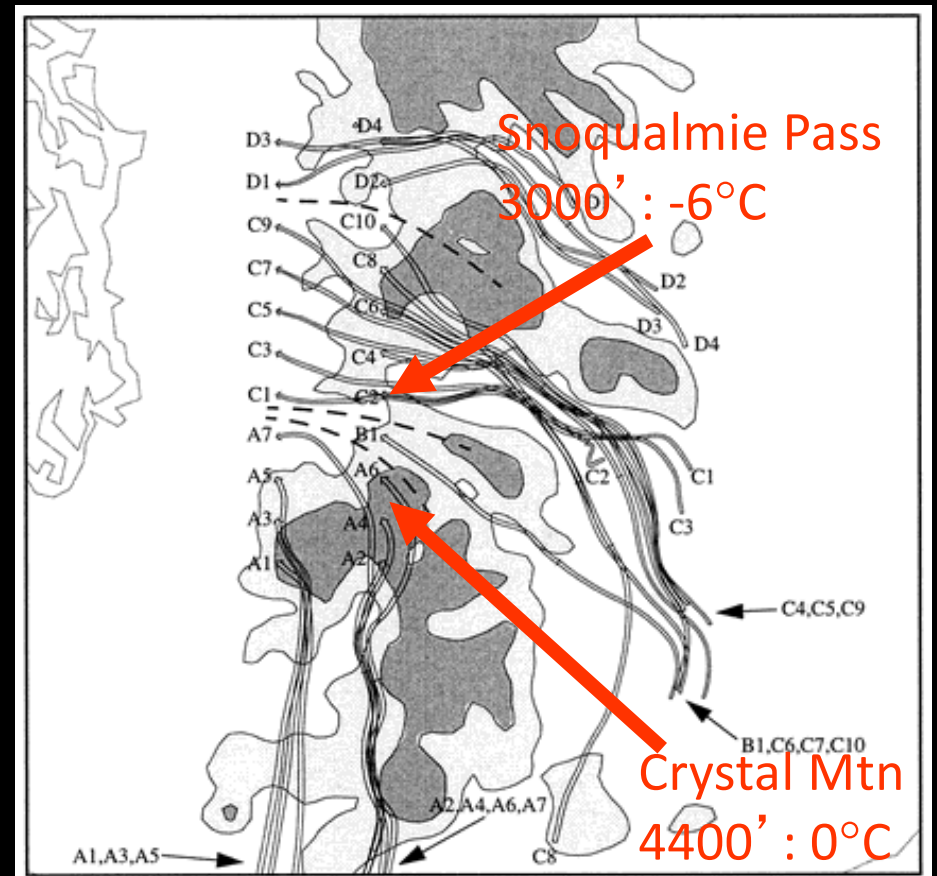 D4
D3
Snoqualmie Pass
D1
D2
3000’ : -6°C
D1
C9
C10
C7
C8
D2
C5
C6
D3
C3
C4
D4
C1
C2
A7
B1
A5
A6
C2
C1
A3
A4
C3
A1
A2
C4,C5,C9
B1,C6,C7,C10
Crystal Mtn
A2,A4,A6,A7
4400’ : 0°C
A1,A3,A5
C8